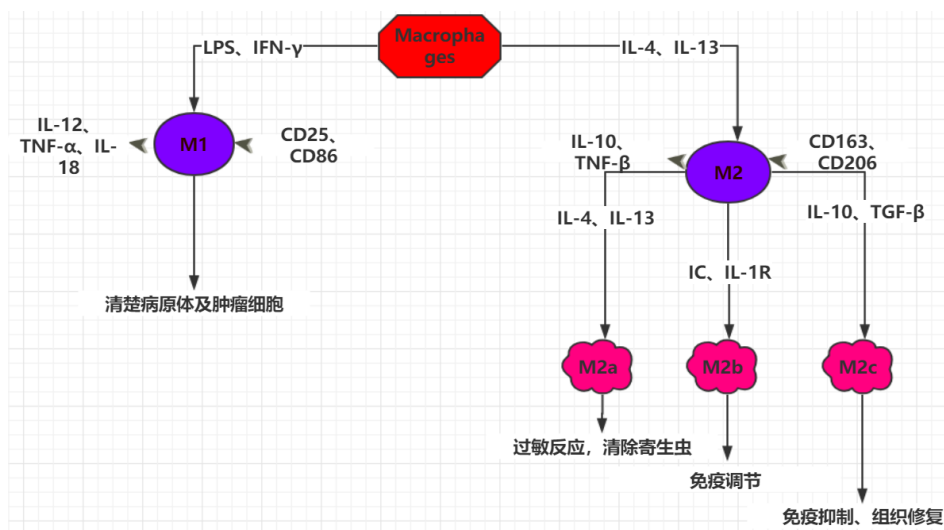 Macropha
ges
LPS、IFN-γ
IL-4、IL-13
IL-12、
TNF-α、IL-
18
M1
CD25、
CD86
IL-10、
TNF-β
M2
CD163、
CD206
IL-4、IL-13
IL-10、TGF-β
IC、IL-1R
清楚病原体及肿瘤细胞
M2a
M2b
M2c
过敏反应，清除寄生虫
免疫调节
免疫抑制、组织修复